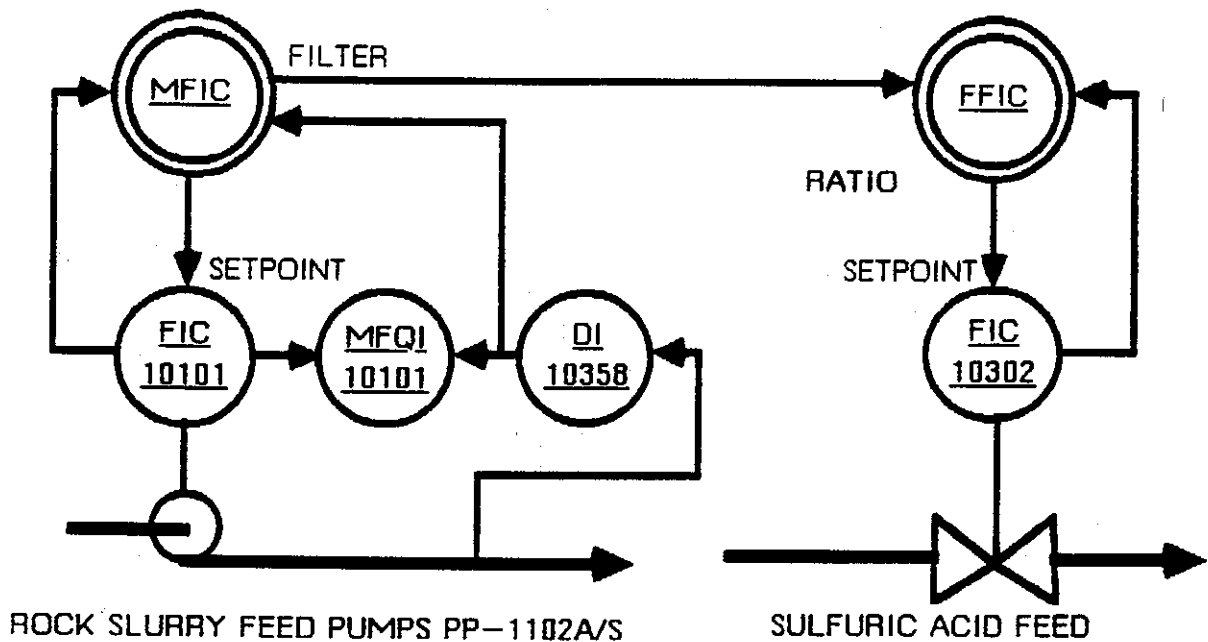 FILTER
MFIC
FFIC
RATIO
SETPOINT
SETPOINT
FIC
10101
MFQI
10101
DI
10358
FIC
10302
ROCK SLURRY FEED PUMPS PP-1102A/S
SULFURIC ACID FEED